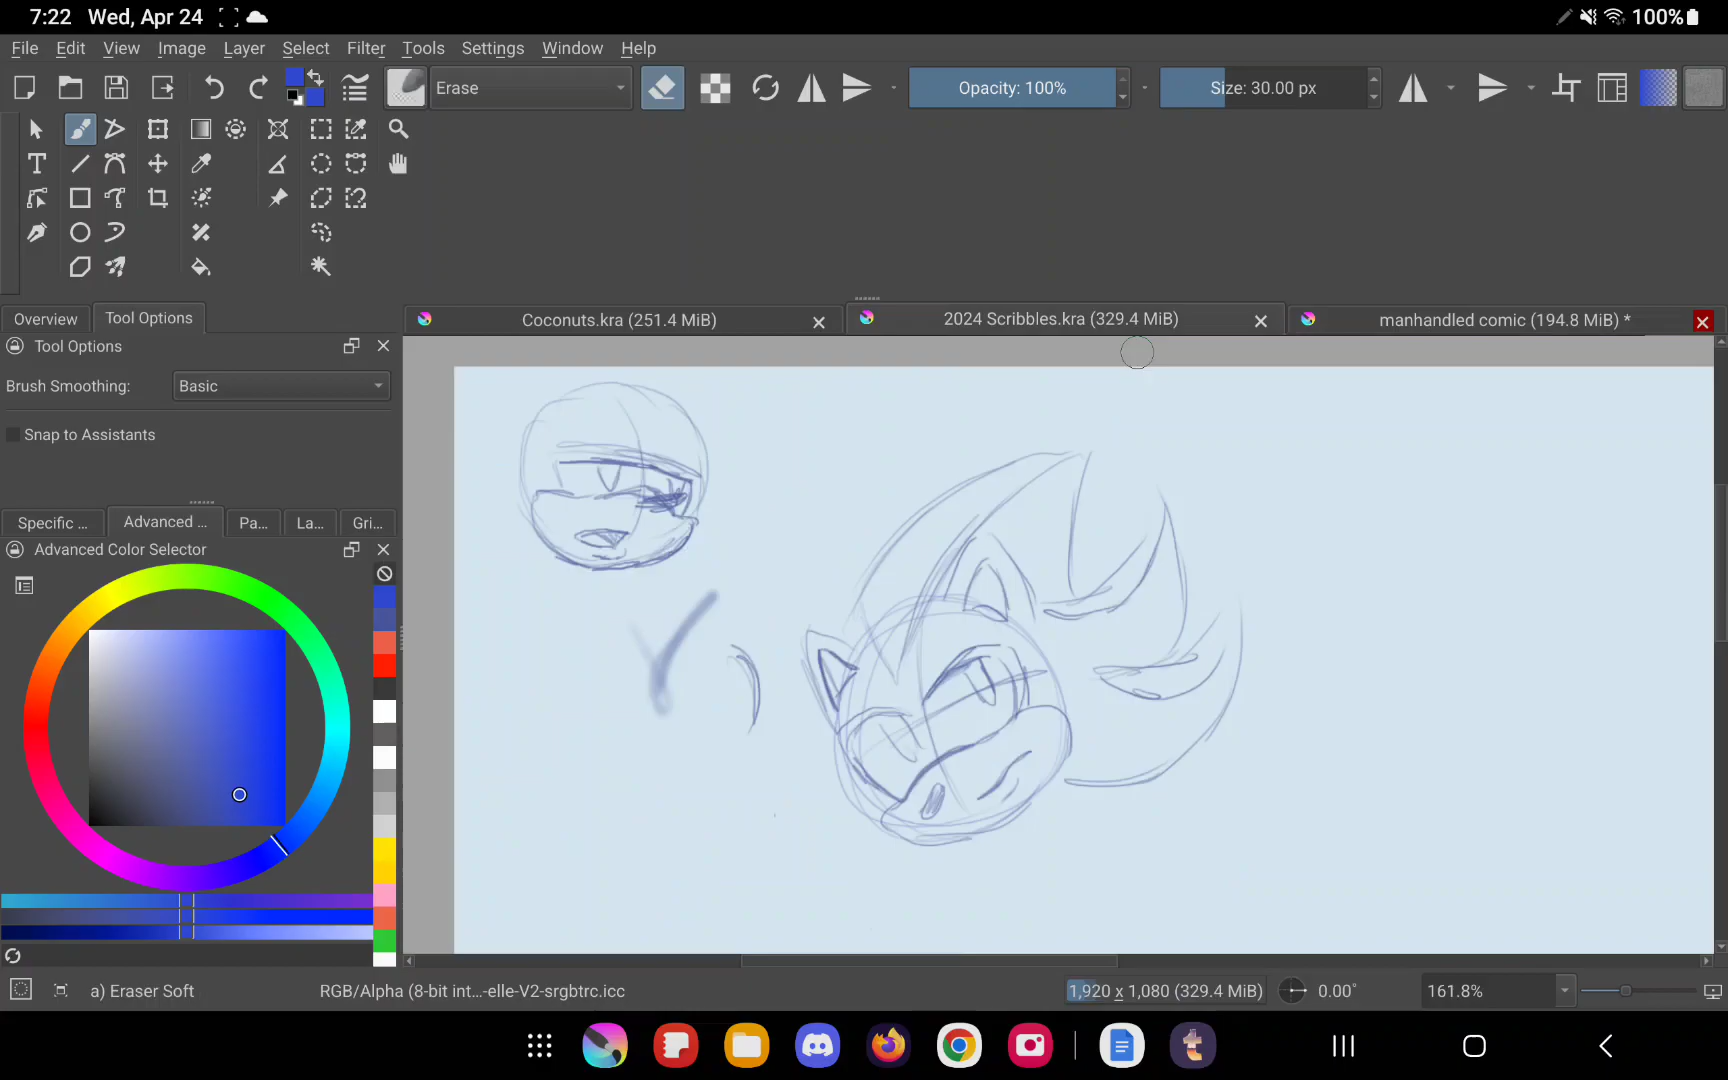 7:22 Wed, Apr 24 100%
File Edit View Image Layer Select Filter Tools Settings Window Help
Erase Opacity: 100% Size: 30.00 px
Overview Tool Options Coconuts.kra (251.4 MiB) 2024 Scribbles.kra (329.4 MiB) manhandled comic (194.8 MiB) *
Tool Options
Brush Smoothing: Basic
Snap to Assistants
Specific ... Advanced ... Pa... La... Gri...
Advanced Color Selector
a) Eraser Soft RGB/Alpha (8-bit int...-elle-V2-srgbtrc.icc 1,920 x 1,080 (329.4 MiB) 0.00° 161.8%